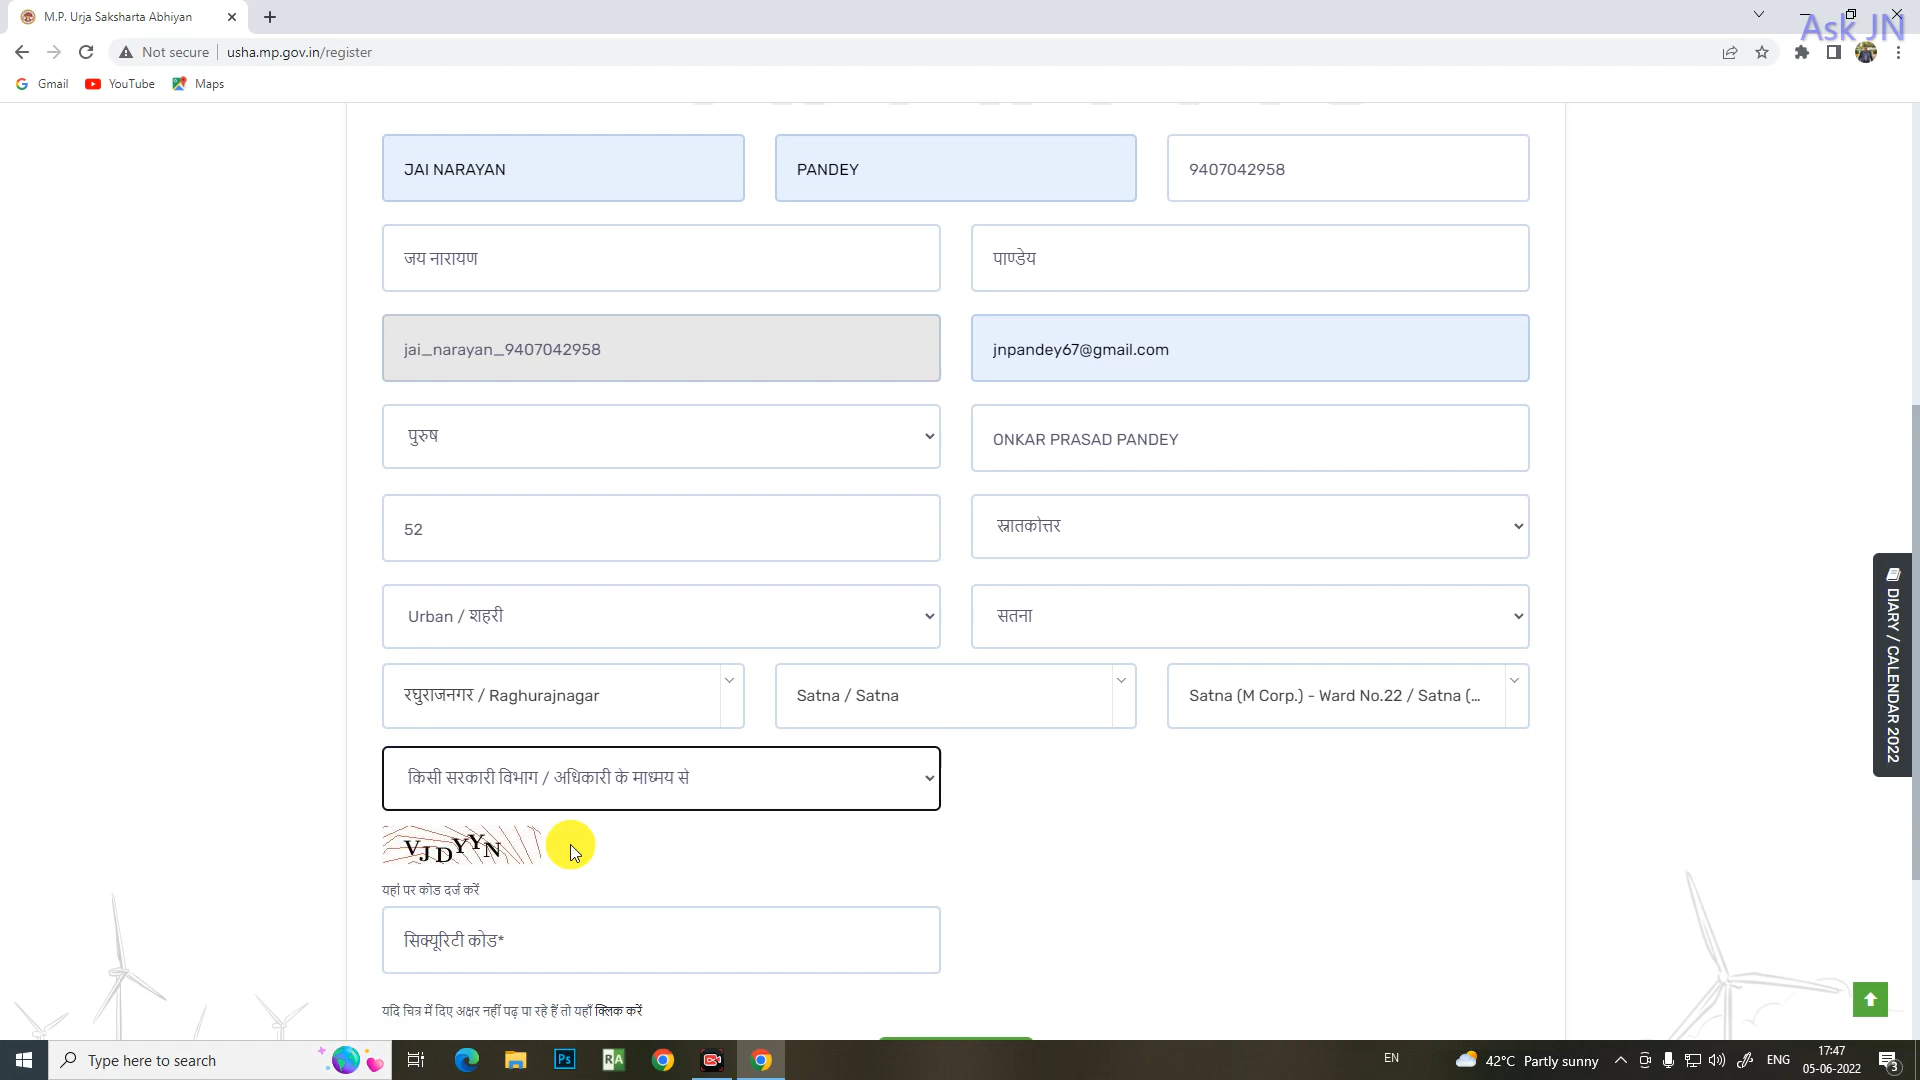 M.P. Urja Saksharta Abhiyan
Ask JN
Not secure
usha.mp.gov.in/register
Gmail
YouTube
Maps
JAI NARAYAN
PANDEY
9407042958
जय नारायण
पाण्डेय
jai_narayan_9407042958
jnpandey67@gmail.com
पुरुष
ONKAR PRASAD PANDEY
52
स्नातकोत्तर
Urban / शहरी
सतना
रघुराजनगर / Raghurajnagar
Satna / Satna
Satna (M Corp.) - Ward No.22 / Satna (...
किसी सरकारी विभाग / अधिकारी के माध्मय से
VJDYYN
यहां पर कोड दर्ज करें
सिक्यूरिटी कोड*
यदि चित्र में दिए अक्षर नहीं पढ़ पा रहे हैं तो यहाँ क्लिक करें
DIARY / CALENDAR 2022
Type here to search
Ps
RA
EN
42°C Partly sunny
ENG
17:47
05-06-2022
3